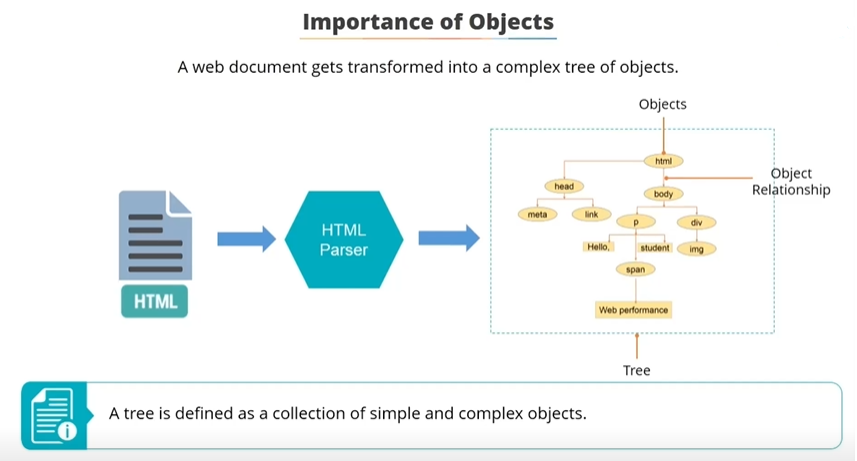 Importance of Objects
A web document gets transformed into a complex tree of objects.
Objects
html
Object
Relationship
head
body
meta
link
p
div
Hello,
student
img
span
Web performance
Tree
HTML
Parser
HTML
A tree is defined as a collection of simple and complex objects.